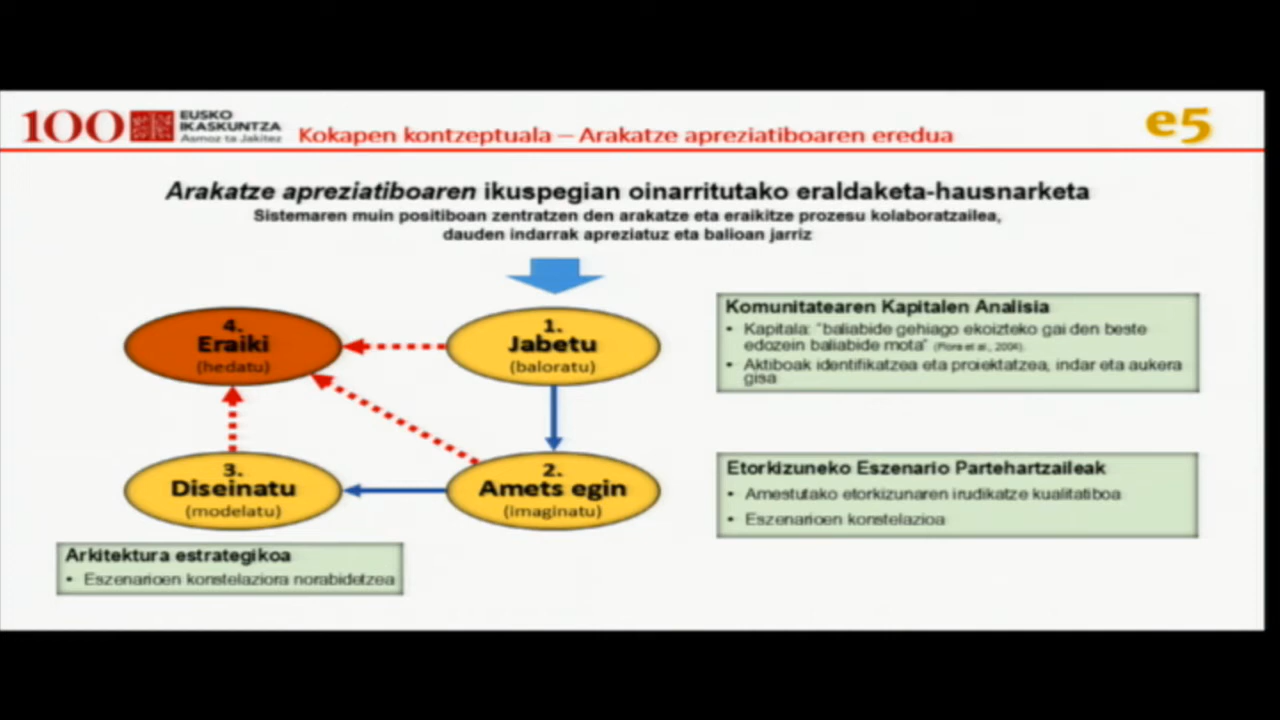 100 EUSKO
IKASKUNTZA
Asmoz ta Jakitez
Kokapen kontzeptuala – Arakatze apreziatiboaren eredua
e5
Arakatze apreziatiboaren ikuspegian oinarritutako eraldaketa-hausnarketa
Sistemaren muin positiboan zentratzen den arakatze eta eraikitze prozesu kolaboratzailea,
dauden indarrak apreziatuz eta balioan jarriz
4.
Eraiki
(hedatu)
1.
Jabetu
(baloratu)
Komunitatearen Kapitalen Analisia
• Kapitala: "baliabide gehiago ekoizteko gai den beste
edozein baliabide mota" (Flora et al., 2004).
• Aktiboak identifikatzea eta proiektatzea, indar eta aukera
gisa
3.
Diseinatu
(modelatu)
2.
Amets egin
(imaginatu)
Etorkizuneko Eszenario Partehartzaileak
• Amestutako etorkizunaren irudikatze kualitatiboa
• Eszenarioen konstelazioa
Arkitektura estrategikoa
• Eszenarioen konstelaziora norabidetzea